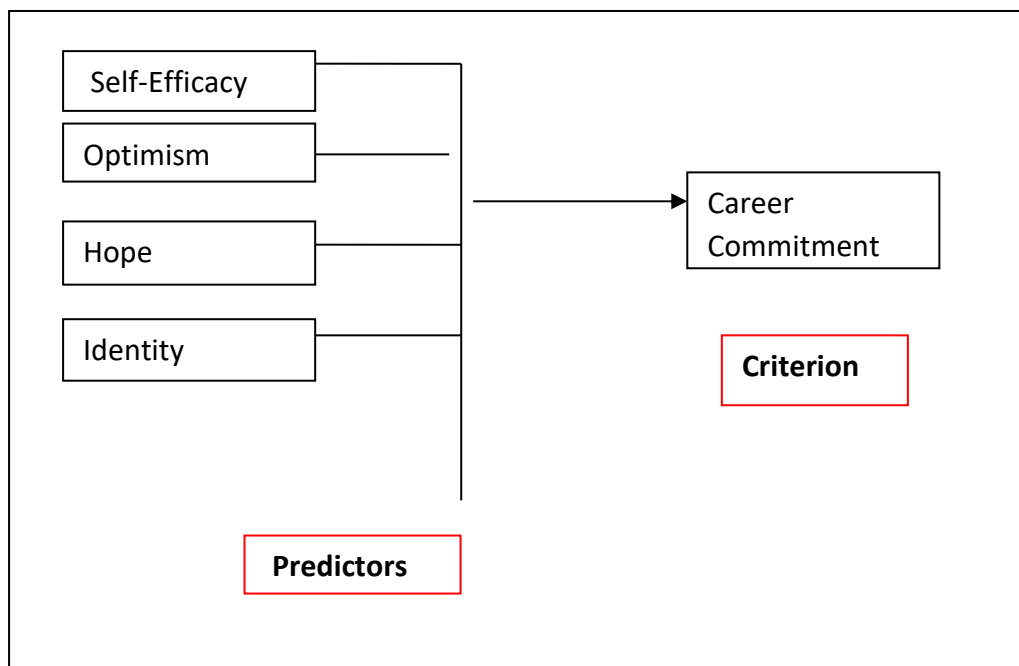 Self-Efficacy
Optimism
Hope
Identity
Career
Commitment
Criterion
Predictors